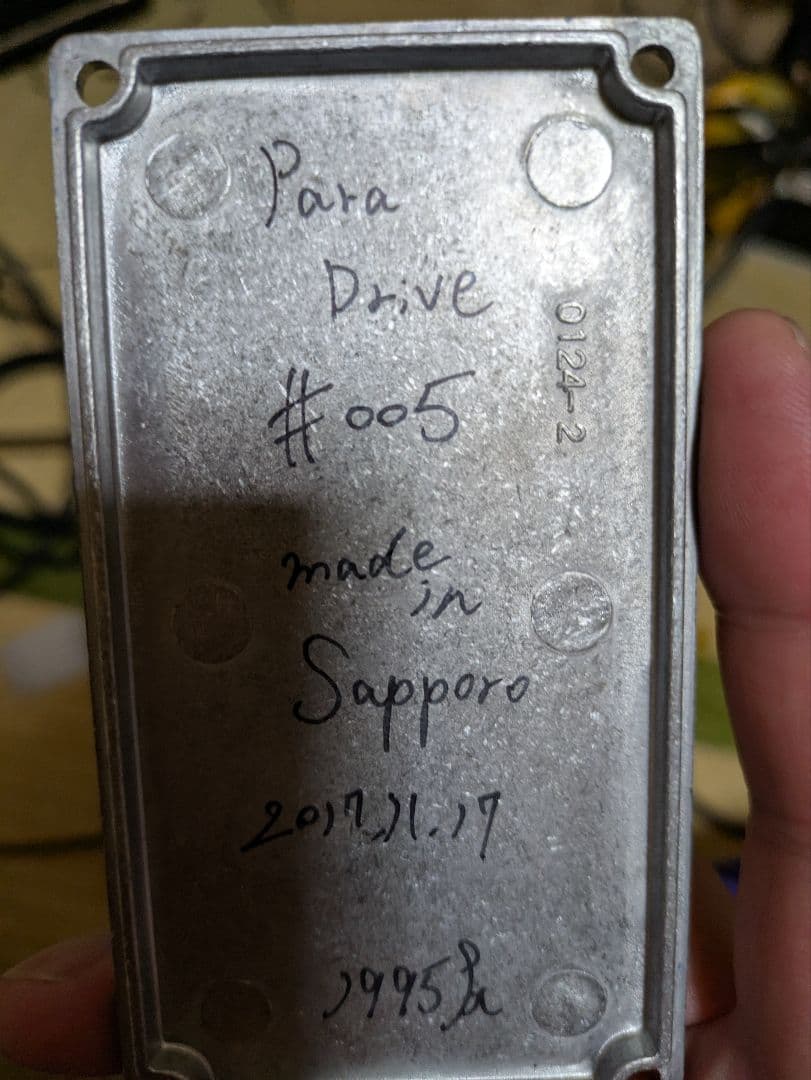 Para
Drive
#005
0124-2
made
in
Sapporo
2017.11.17
1995